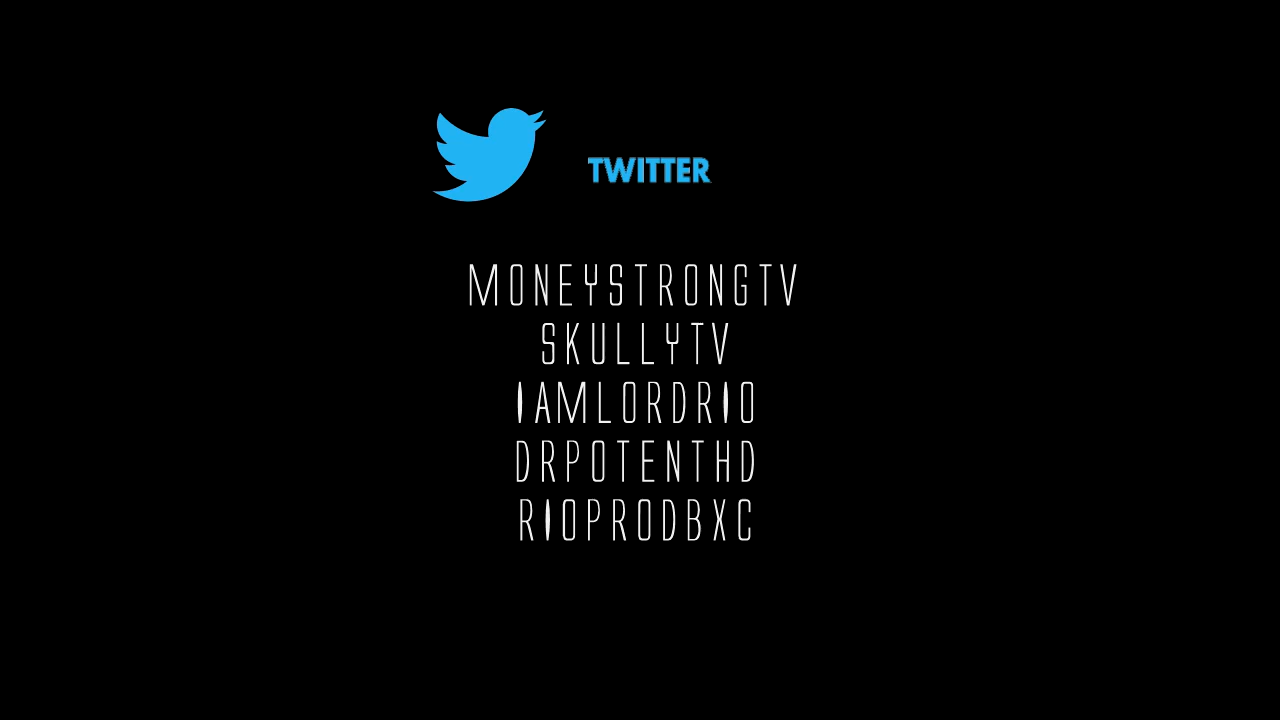 TWITTER
MONEYSTRONGTV
SKULLYTV
IAMLORDRIO
DRPOTENTHD
RIOPRODBXC